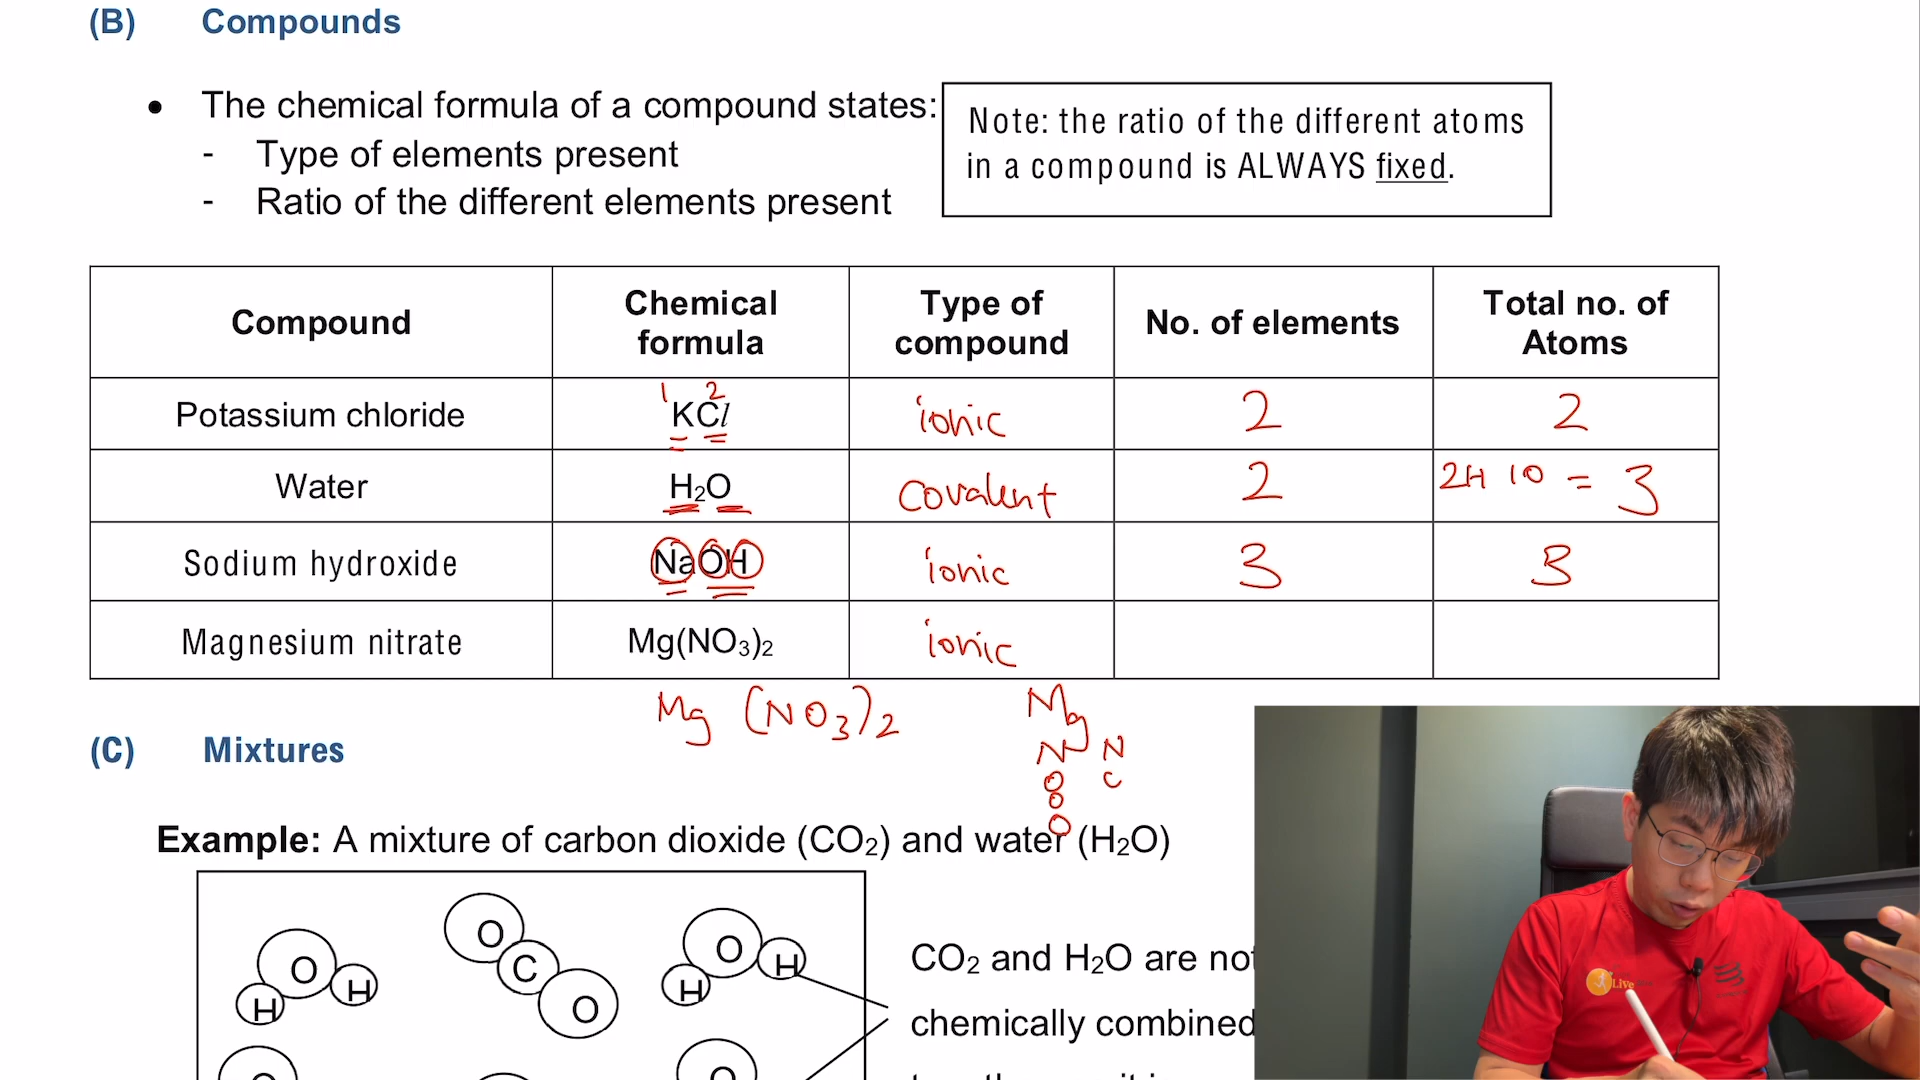 (B) Compounds
• The chemical formula of a compound states:
- Type of elements present
- Ratio of the different elements present
Note: the ratio of the different atoms
in a compound is ALWAYS fixed.
Compound Chemical formula Type of compound No. of elements Total no. of Atoms
1 2
Potassium chloride KCl ionic 2 2
Water H2O covalent 2 2H 1O = 3
Sodium hydroxide NaOH ionic 3 3
Magnesium nitrate Mg(NO3)2 ionic
Mg (NO3)2 Mg
N N
O C
O
O
(C) Mixtures
Example: A mixture of carbon dioxide (CO2) and water (H2O)
O H H
O C O
O H H
CO2 and H2O are not
chemically combined
Live